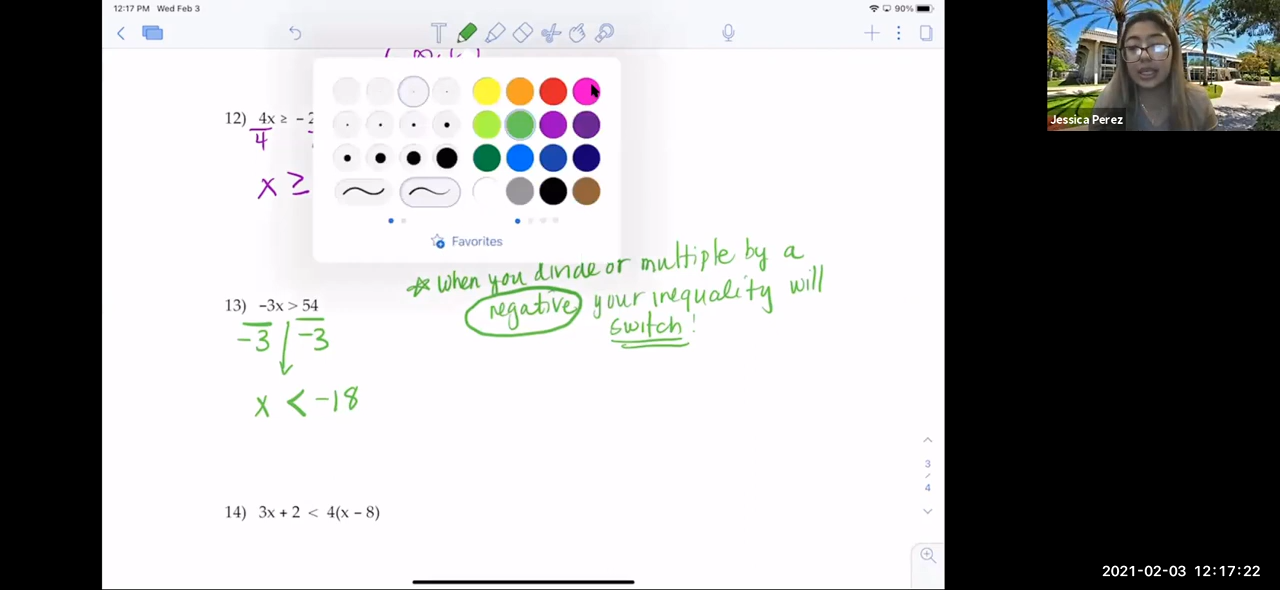 12:17 PM Wed Feb 3
90%
T
12) 4x ≥ − 2
4
x ≥
Favorites
☆ When you divide or multiple by a
negative your inequality will
switch!
13) -3x > 54
-3 -3
x < -18
3
4
14) 3x + 2 < 4(x − 8)
Jessica Perez
2021-02-03 12:17:22